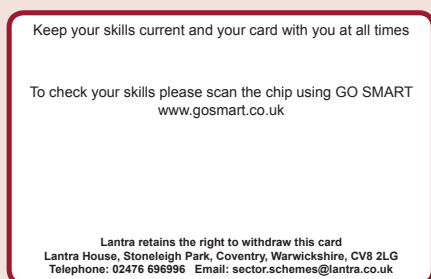 Keep your skills current and your card with you at all times
To check your skills please scan the chip using GO SMART
www.gosmart.co.uk
Lantra retains the right to withdraw this card
Lantra House, Stoneleigh Park, Coventry, Warwickshire, CV8 2LG
Telephone: 02476 696996 Email: sector.schemes@lantra.co.uk